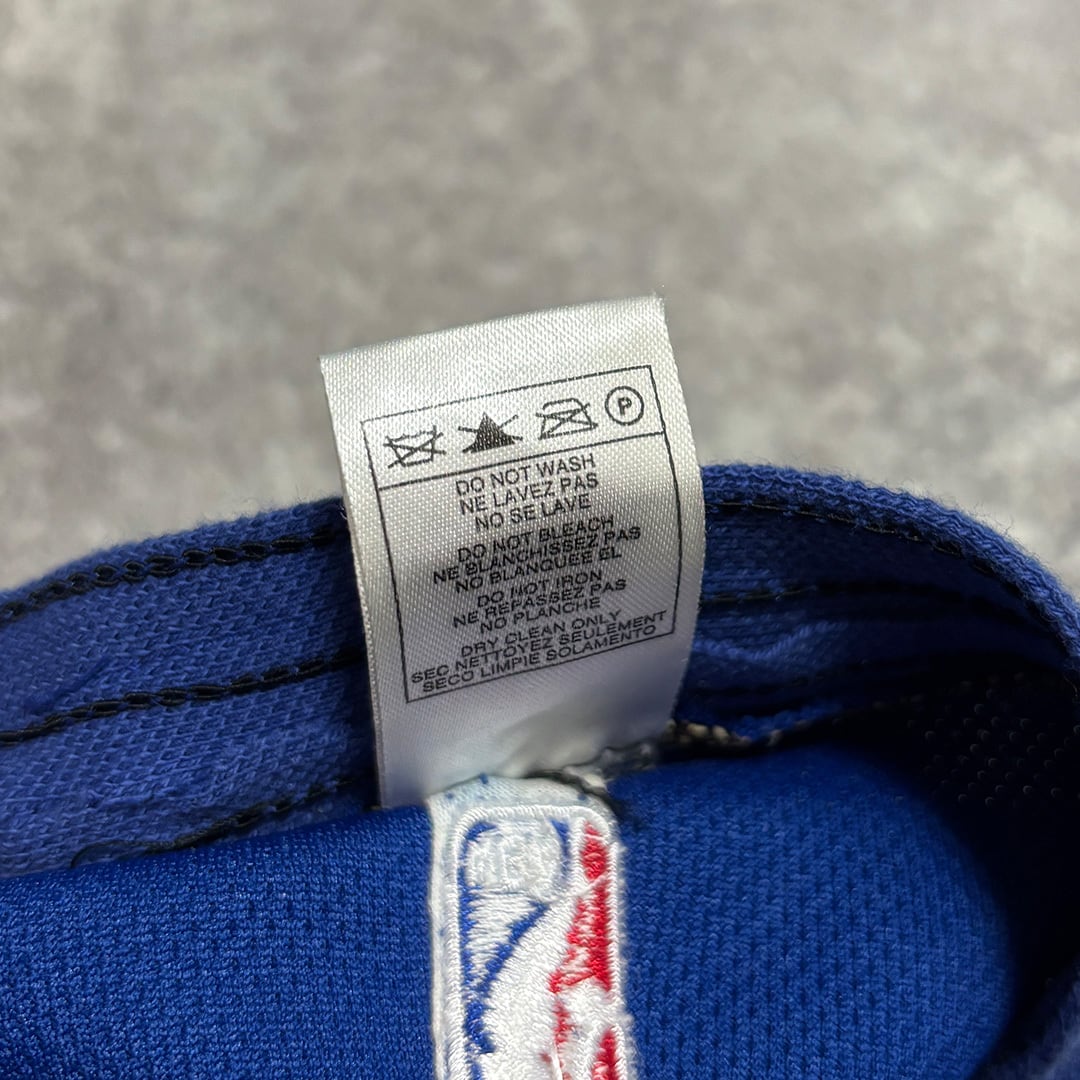 P
DO NOT WASH
NE LAVEZ PAS
NO SE LAVE
DO NOT BLEACH
NE BLANCHISSEZ PAS
NO BLANQUEE EL
DO NOT IRON
NE REPASSEZ PAS
NO PLANCHE
DRY CLEAN ONLY
SEC NETTOYEZ SEULEMENT
SECO LIMPIE SOLAMENTO